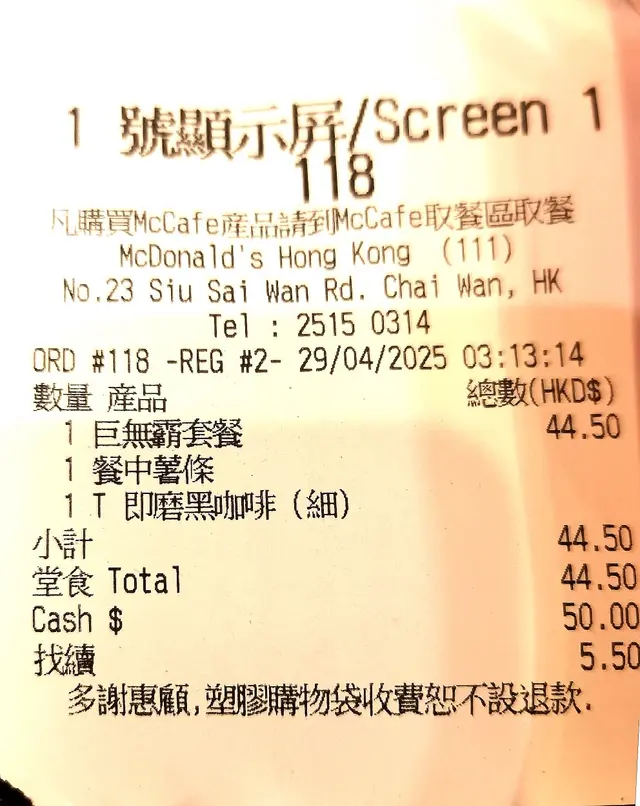 1 號顯示屏/Screen 1
118
凡購買McCafe產品請到McCafe取餐區取餐
McDonald's Hong Kong (111)
No.23 Siu Sai Wan Rd. Chai Wan, HK
Tel : 2515 0314
ORD #118 -REG #2- 29/04/2025 03:13:14
數量 產品 總數(HKD$)
1 巨無霸套餐 44.50
1 餐中薯條
1 T 即磨黑咖啡 (細)
小計 44.50
堂食 Total 44.50
Cash $ 50.00
找續 5.50
多謝惠顧,塑膠購物袋收費恕不設退款.